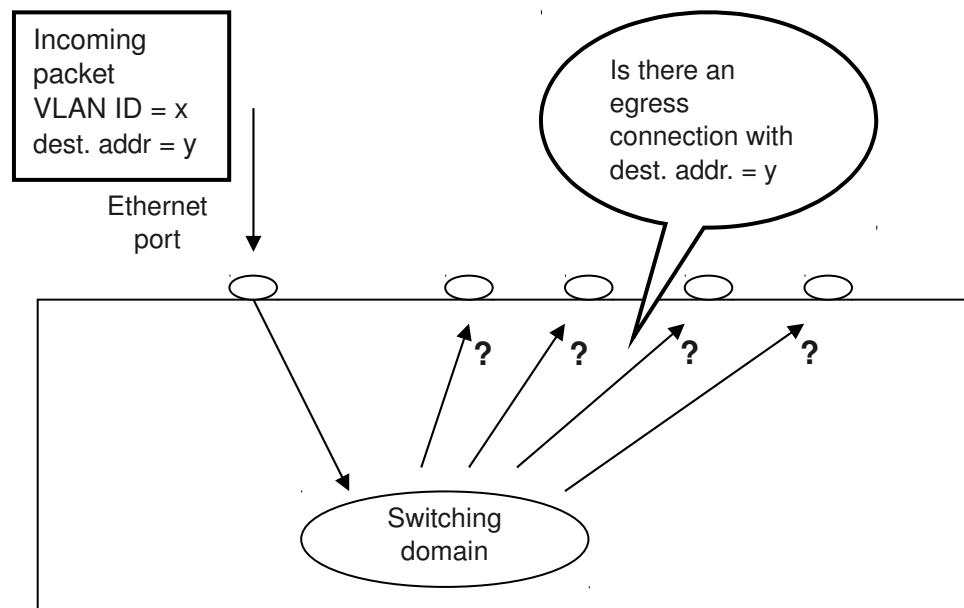 Incoming
packet
VLAN ID = x
dest. addr = y
Ethernet
port
Is there an
egress
connection with
dest. addr. = y
?
?
?
?
Switching
domain